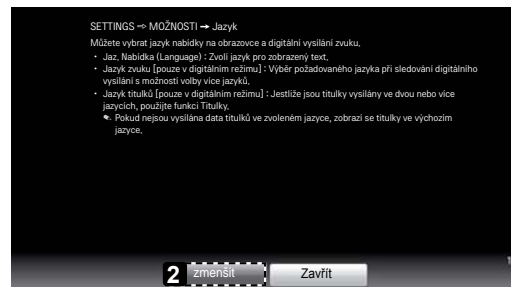 SETTINGS ⇨ MOŽNOSTI ➙ Jazyk
Můžete vybrat jazyk nabídky na obrazovce a digitální vysílání zvuku.
• Jaz. Nabídka (Language) : Zvolí jazyk pro zobrazený text.
• Jazyk zvuku [pouze v digitálním režimu] : Výběr požadovaného jazyka při sledování digitálního
vysílání s možností volby více jazyků.
• Jazyk titulků [pouze v digitálním režimu] : Jestliže jsou titulky vysílány ve dvou nebo více
jazycích, použijte funkci Titulky.
Pokud nejsou vysílána data titulků ve zvoleném jazyce, zobrazí se titulky ve výchozím
jazyce.
2 zmenšit Zavřít